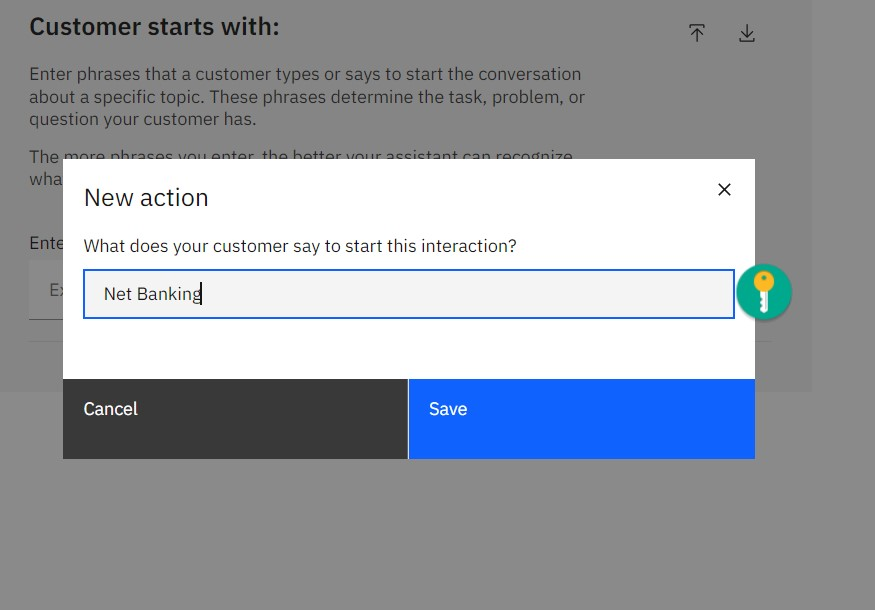 Customer starts with:
Enter phrases that a customer types or says to start the conversation
about a specific topic. These phrases determine the task, problem, or
question your customer has.
The more phrases you enter, the better your assistant can recognize
New action
What does your customer say to start this interaction?
Net Banking
Cancel
Save